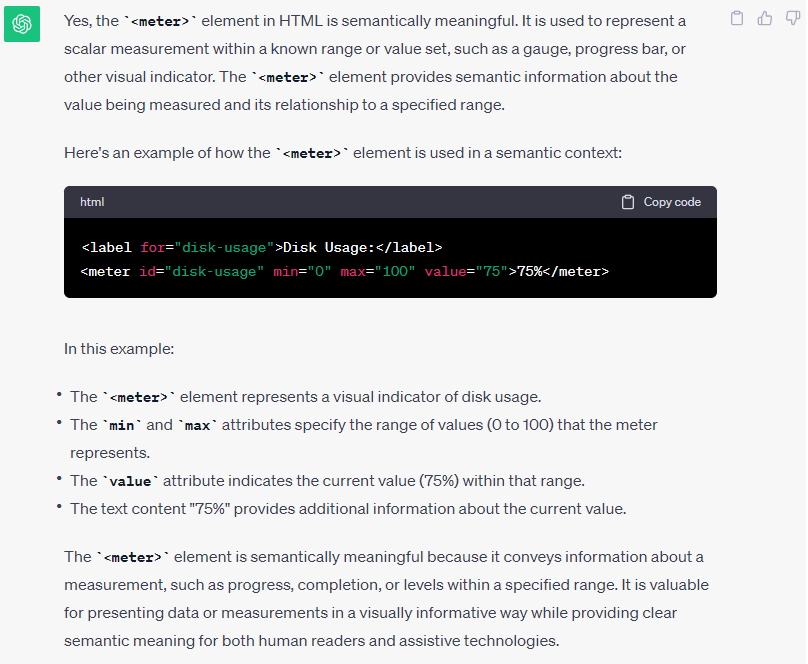 Yes, the `<meter>` element in HTML is semantically meaningful. It is used to represent a
scalar measurement within a known range or value set, such as a gauge, progress bar, or
other visual indicator. The `<meter>` element provides semantic information about the
value being measured and its relationship to a specified range.
Here's an example of how the `<meter>` element is used in a semantic context:
html Copy code
<label for="disk-usage">Disk Usage:</label>
<meter id="disk-usage" min="0" max="100" value="75">75%</meter>
In this example:
• The `<meter>` element represents a visual indicator of disk usage.
• The `min` and `max` attributes specify the range of values (0 to 100) that the meter
represents.
• The `value` attribute indicates the current value (75%) within that range.
• The text content "75%" provides additional information about the current value.
The `<meter>` element is semantically meaningful because it conveys information about a
measurement, such as progress, completion, or levels within a specified range. It is valuable
for presenting data or measurements in a visually informative way while providing clear
semantic meaning for both human readers and assistive technologies.